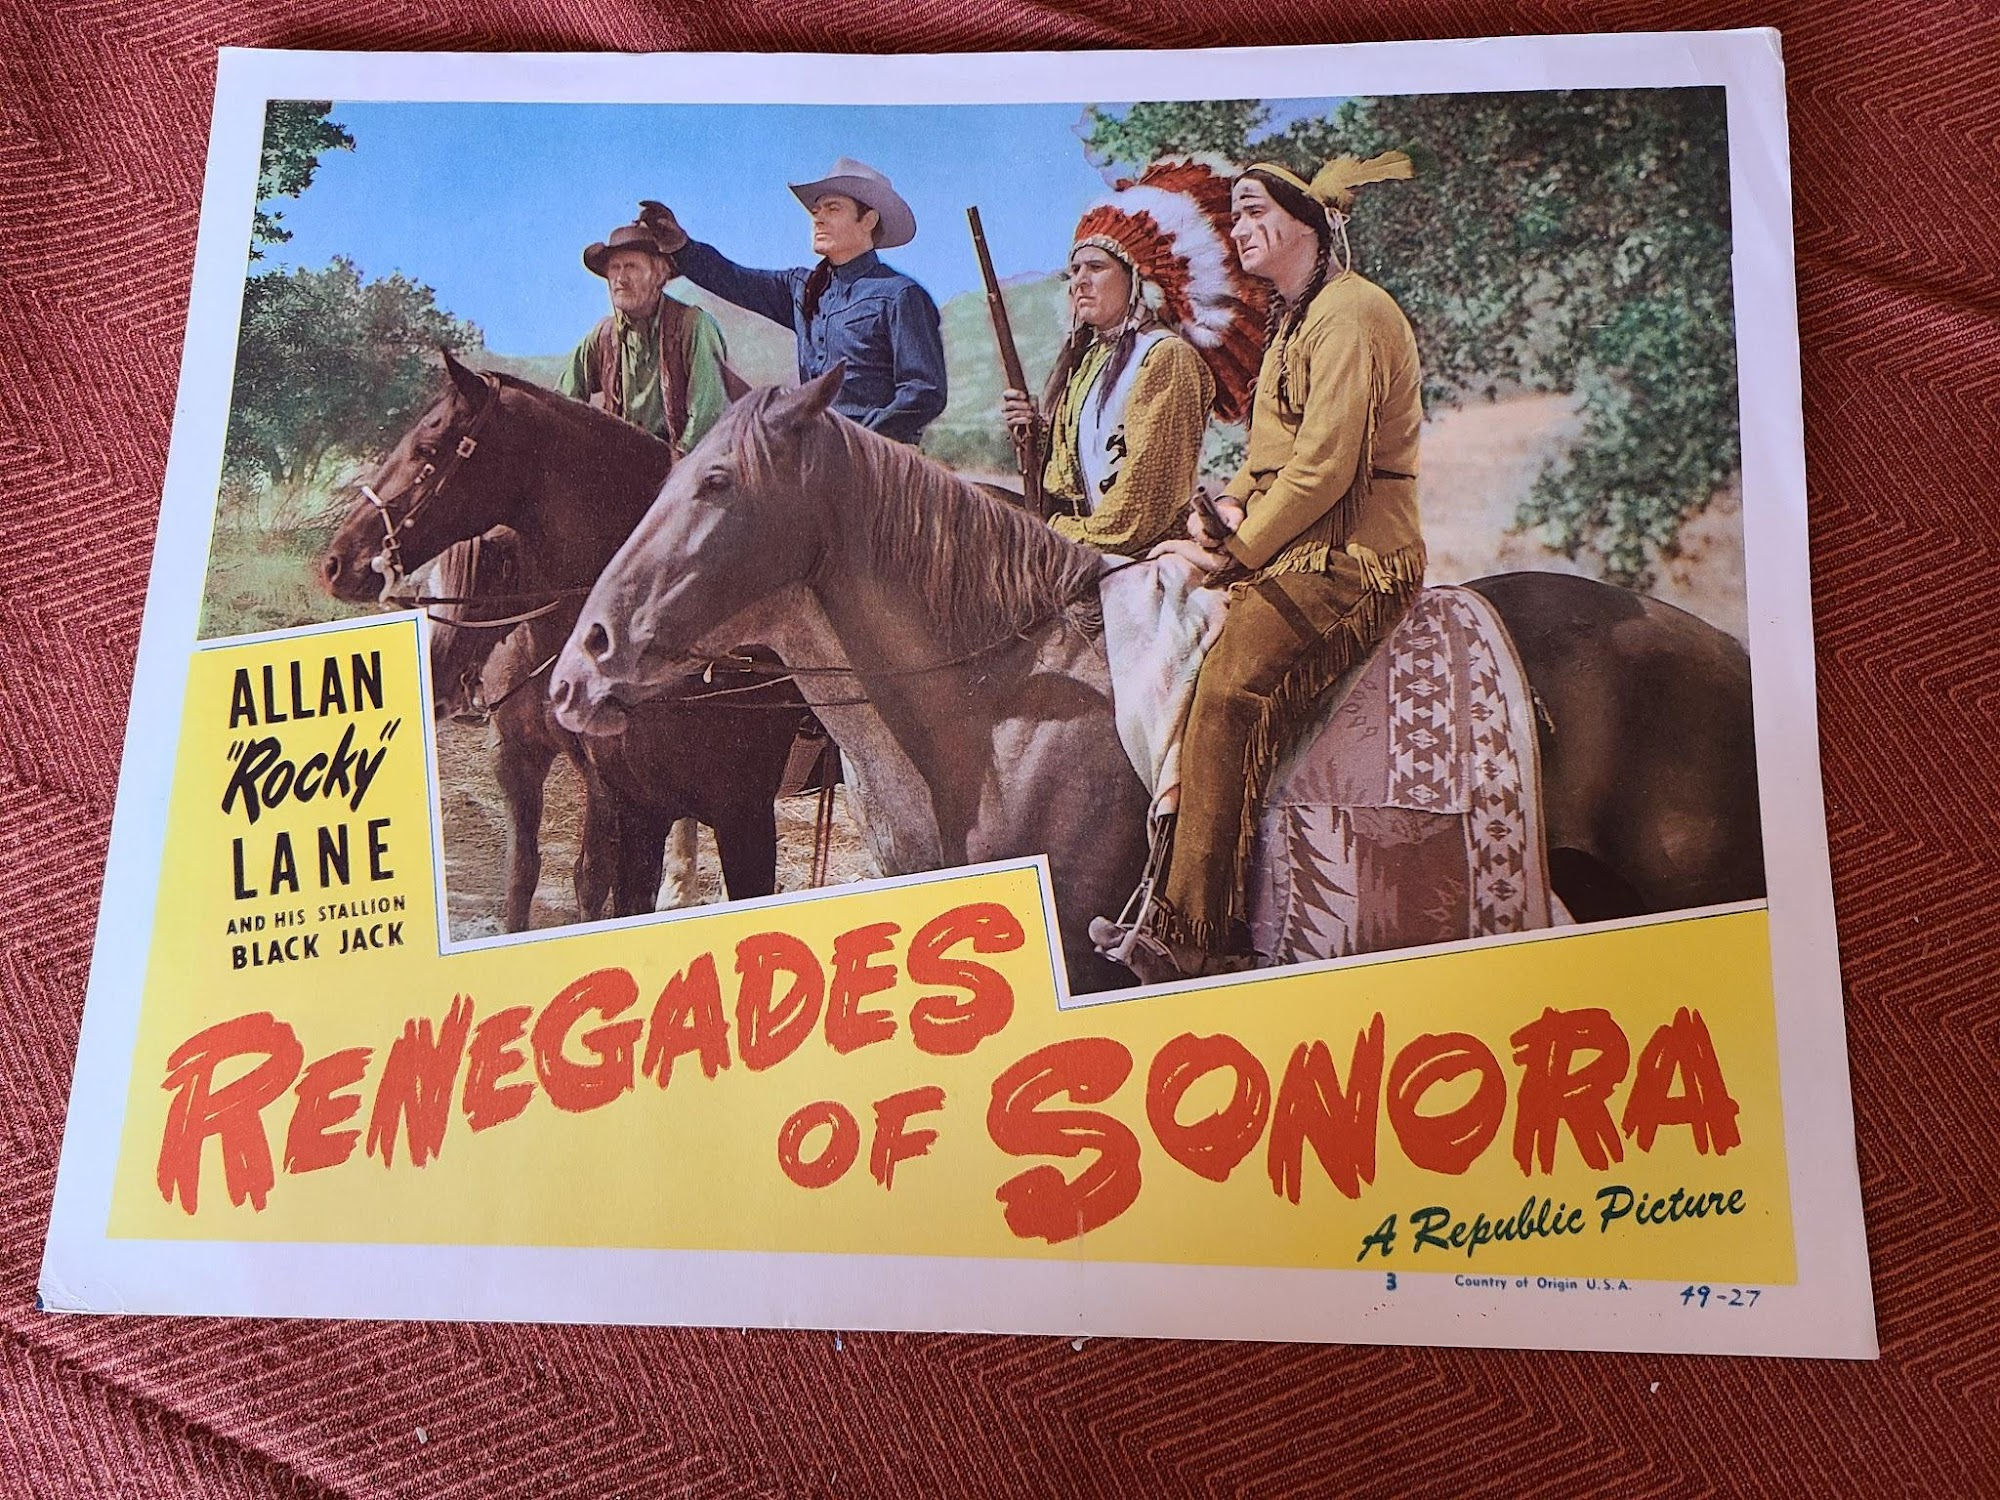 ALLAN
"Rocky"
LANE
AND HIS STALLION
BLACK JACK
RENEGADES
OF SONORA
A Republic Picture
3 Country of Origin U.S.A. 49-27